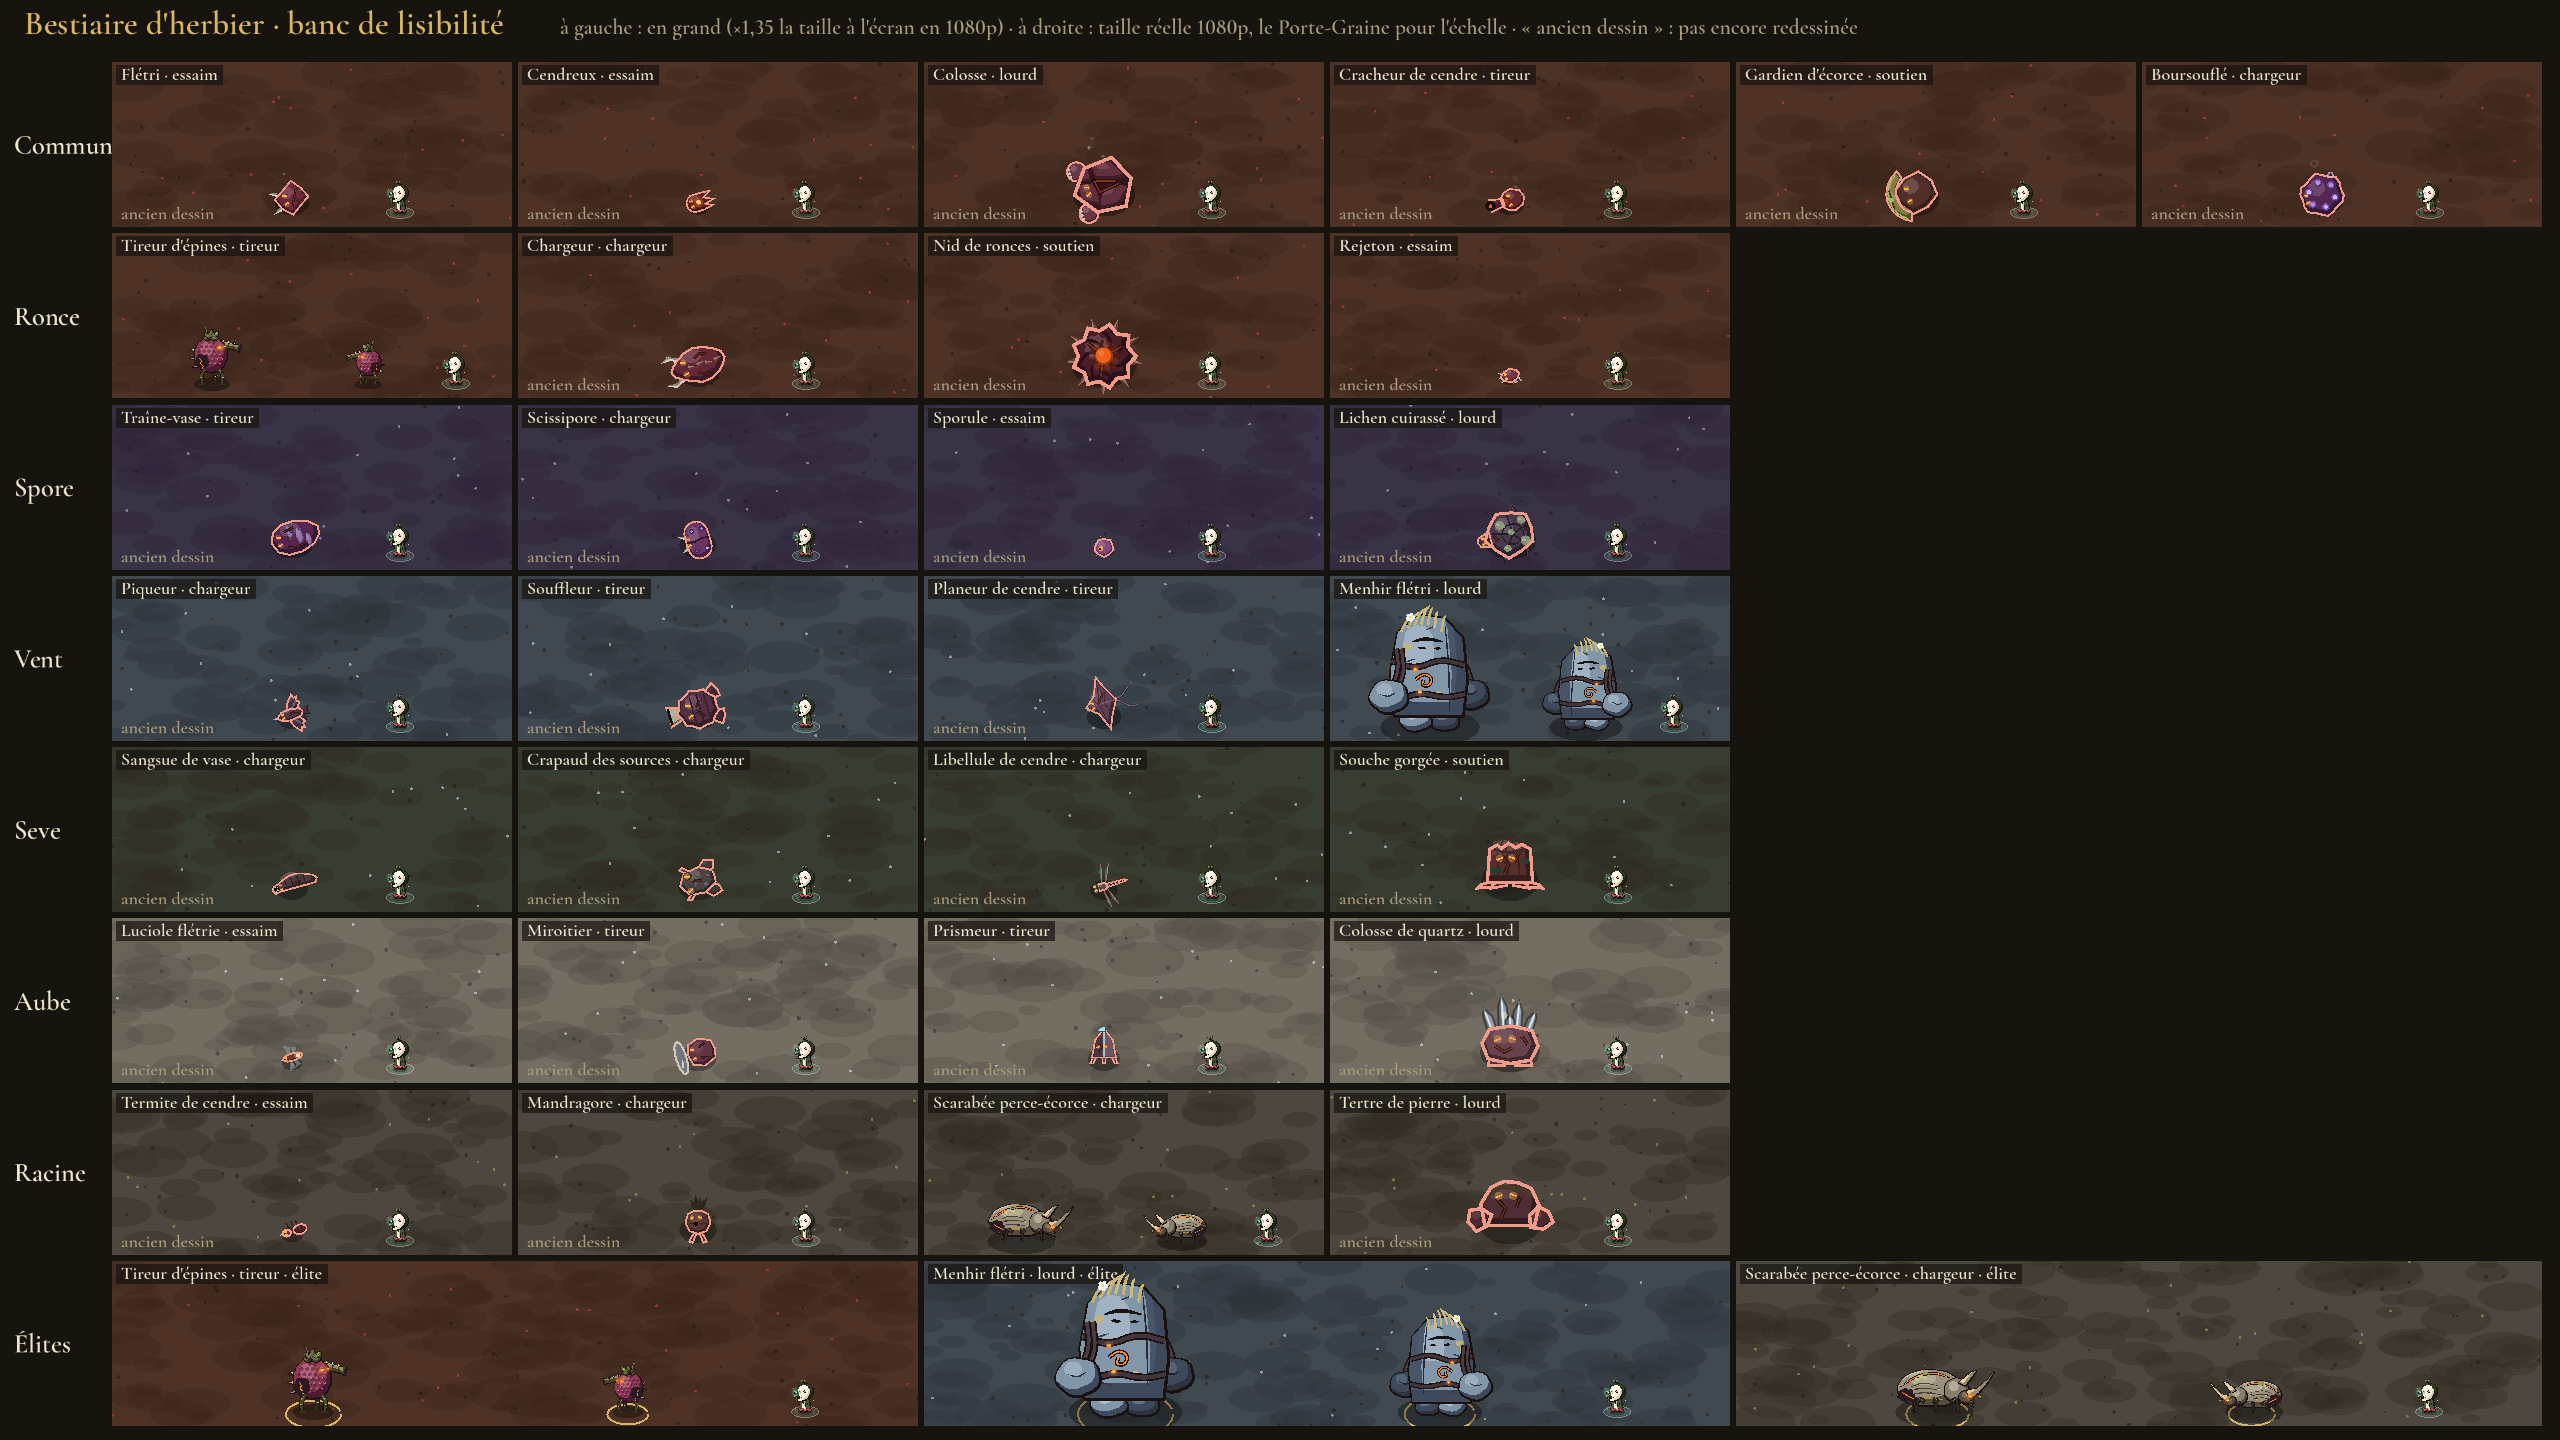 Bestiaire d'herbier · banc de lisibilité
à gauche : en grand (×1,35 la taille à l'écran en 1080p) · à droite : taille réelle 1080p, le Porte-Graine pour l'échelle · « ancien dessin » : pas encore redessinée
Commun
Flétri · essaim
ancien dessin
Cendreux · essaim
ancien dessin
Colosse · lourd
ancien dessin
Cracheur de cendre · tireur
ancien dessin
Gardien d'écorce · soutien
ancien dessin
Boursouflé · chargeur
ancien dessin
Ronce
Tireur d'épines · tireur
Chargeur · chargeur
ancien dessin
Nid de ronces · soutien
ancien dessin
Rejeton · essaim
ancien dessin
Spore
Traîne-vase · tireur
ancien dessin
Scissipore · chargeur
ancien dessin
Sporule · essaim
ancien dessin
Lichen cuirassé · lourd
ancien dessin
Vent
Piqueur · chargeur
ancien dessin
Souffleur · tireur
ancien dessin
Planeur de cendre · tireur
ancien dessin
Menhir flétri · lourd
Seve
Sangsue de vase · chargeur
ancien dessin
Crapaud des sources · chargeur
ancien dessin
Libellule de cendre · chargeur
ancien dessin
Souche gorgée · soutien
ancien dessin
Aube
Luciole flétrie · essaim
ancien dessin
Miroitier · tireur
ancien dessin
Prismeur · tireur
ancien dessin
Colosse de quartz · lourd
ancien dessin
Racine
Termite de cendre · essaim
ancien dessin
Mandragore · chargeur
ancien dessin
Scarabée perce-écorce · chargeur
Tertre de pierre · lourd
ancien dessin
Élites
Tireur d'épines · tireur · élite
Menhir flétri · lourd · élite
Scarabée perce-écorce · chargeur · élite